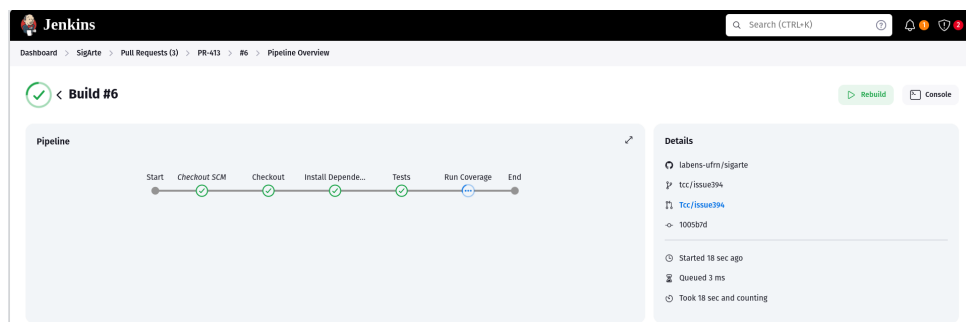 Jenkins
Search (CTRL+K)
?
1
2
Dashboard > SigArte > Pull Requests (3) > PR-413 > #6 > Pipeline Overview
< Build #6
Rebuild
Console
Pipeline
Start Checkout SCM Checkout Install Depende... Tests Run Coverage End
Details
labens-ufrn/sigarte
tcc/issue394
Tcc/issue394
1005b7d
Started 18 sec ago
Queued 3 ms
Took 18 sec and counting